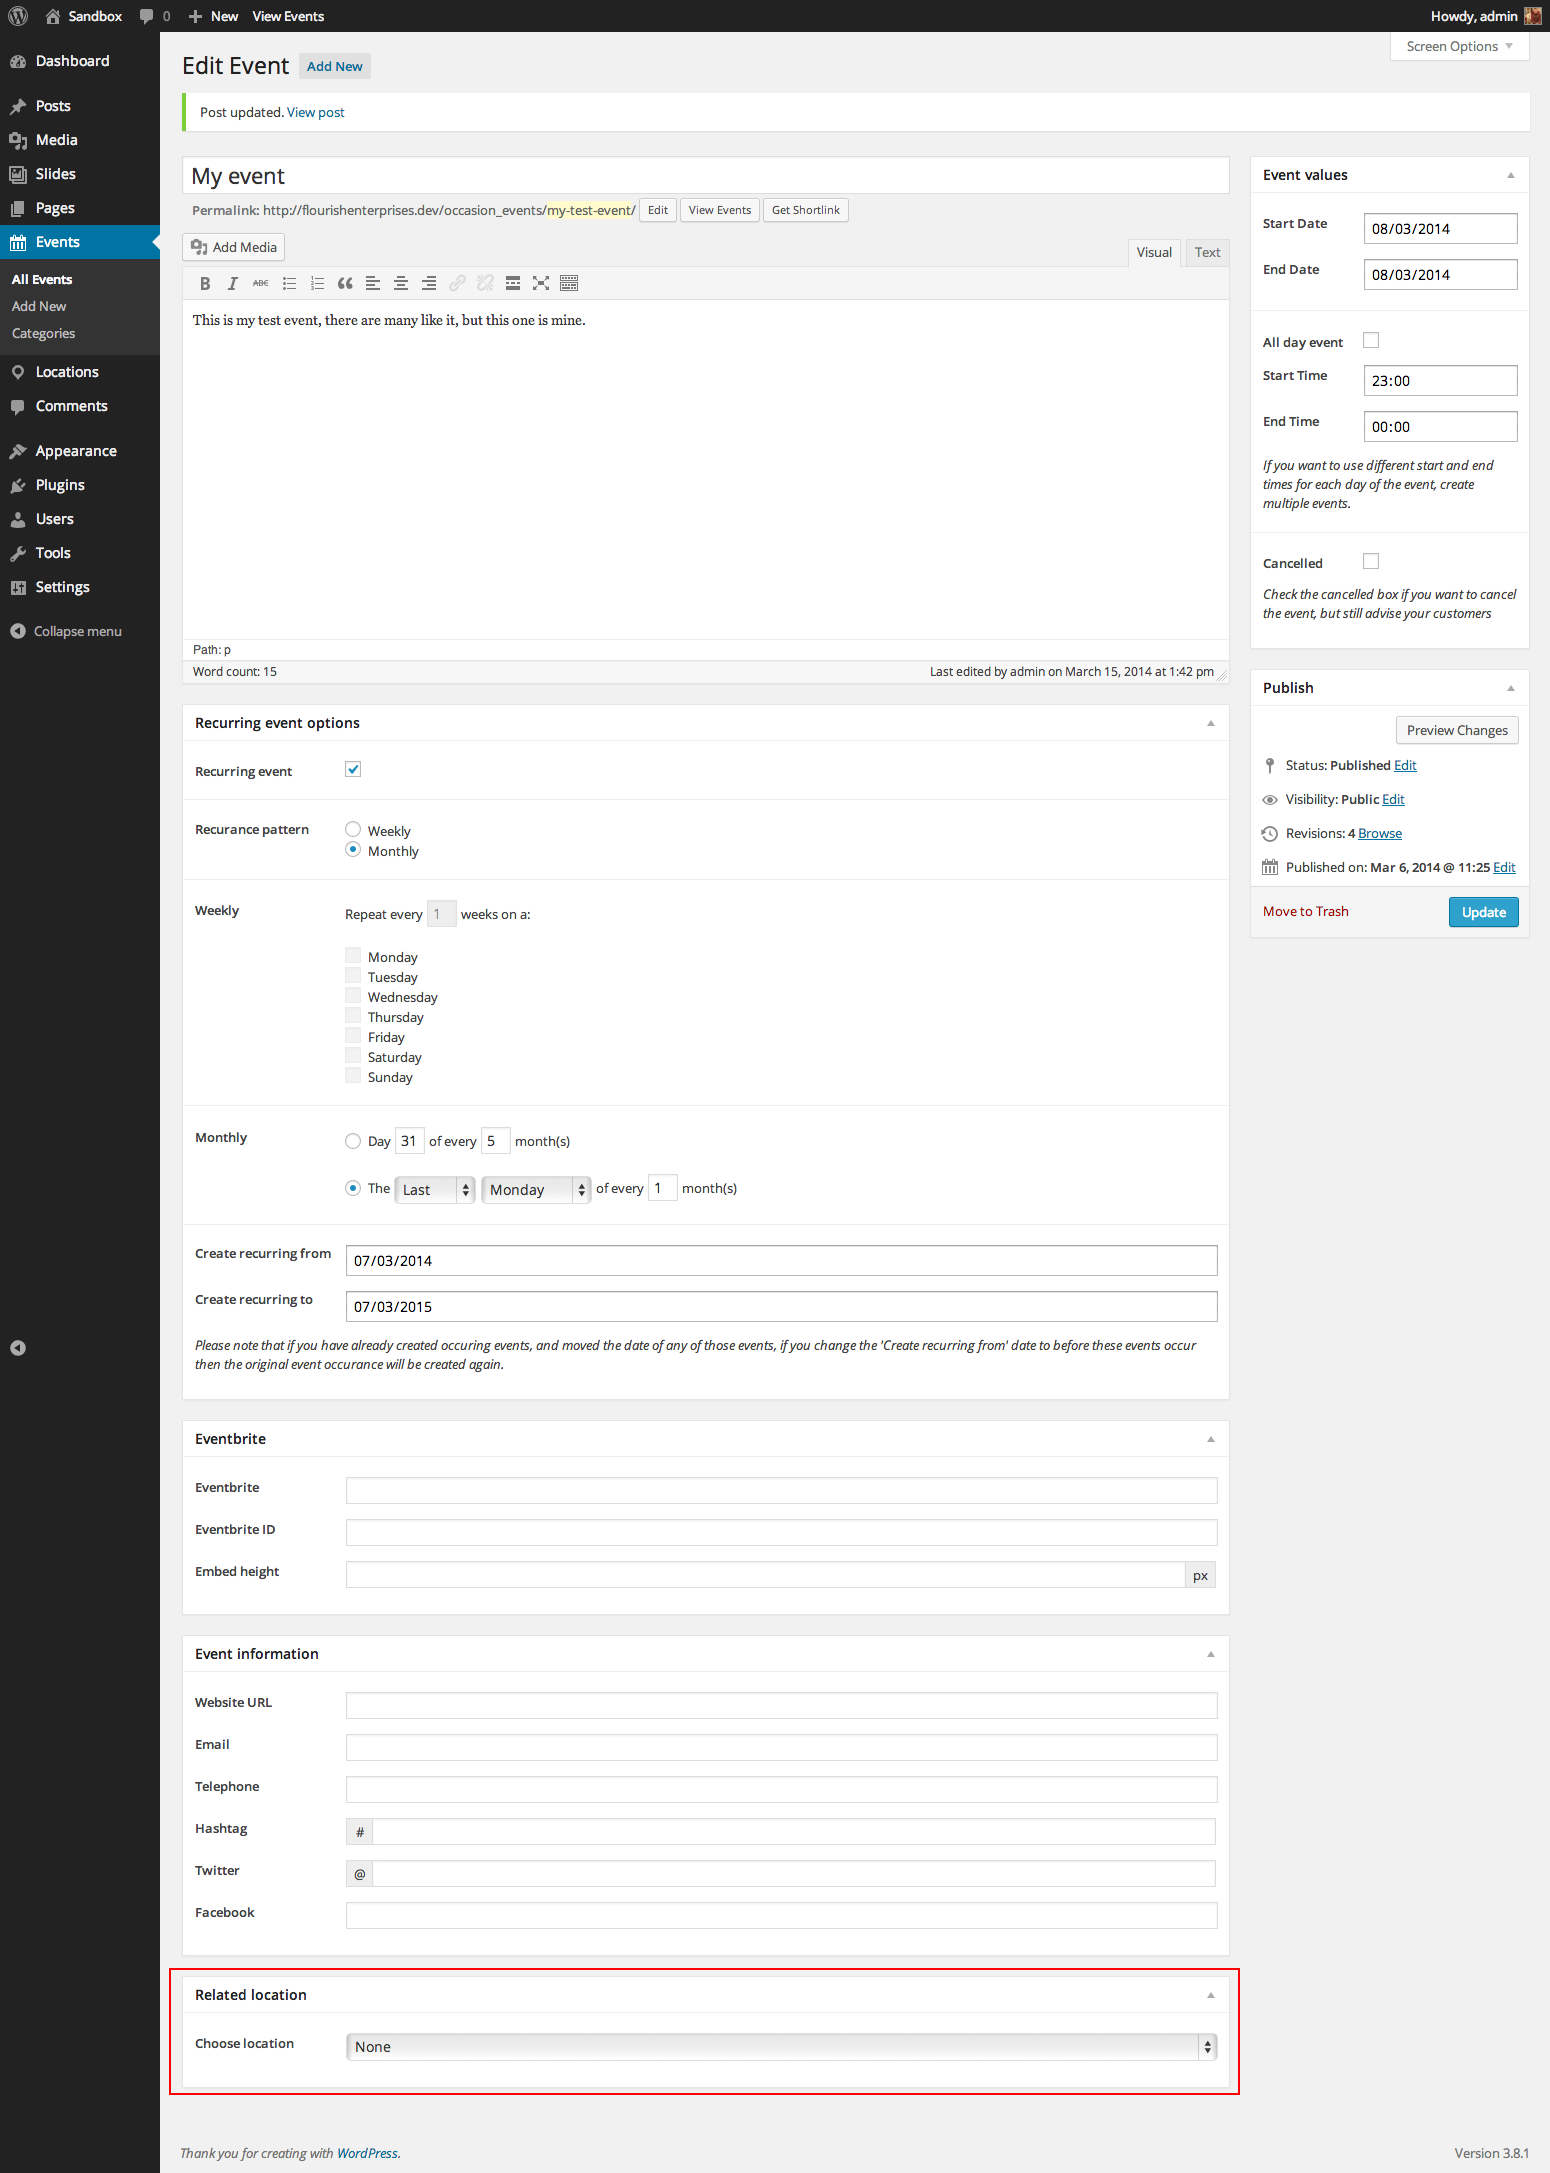 Sandbox 0 New View Events Howdy, admin
Screen Options
Dashboard
Posts
Media
Slides
Pages
Events
All Events
Add New
Categories
Locations
Comments
Appearance
Plugins
Users
Tools
Settings
Collapse menu
Edit Event Add New
Post updated. View post
My event
Permalink: http://flourishenterprises.dev/occasion_events/my-test-event/ Edit View Events Get Shortlink
Add Media Visual Text
B I ABC
This is my test event, there are many like it, but this one is mine.
Path: p
Word count: 15 Last edited by admin on March 15, 2014 at 1:42 pm
Recurring event options
Recurring event
Recurance pattern Weekly
Monthly
Weekly Repeat every 1 weeks on a:
Monday
Tuesday
Wednesday
Thursday
Friday
Saturday
Sunday
Monthly Day 31 of every 5 month(s)
The Last Monday of every 1 month(s)
Create recurring from 07/03/2014
Create recurring to 07/03/2015
Please note that if you have already created occuring events, and moved the date of any of those events, if you change the 'Create recurring from' date to before these events occur
then the original event occurance will be created again.
Eventbrite
Eventbrite
Eventbrite ID
Embed height px
Event information
Website URL
Email
Telephone
Hashtag #
Twitter @
Facebook
Related location
Choose location None
Event values
Start Date 08/03/2014
End Date 08/03/2014
All day event
Start Time 23:00
End Time 00:00
If you want to use different start and end
times for each day of the event, create
multiple events.
Cancelled
Check the cancelled box if you want to cancel
the event, but still advise your customers
Publish
Preview Changes
Status: Published Edit
Visibility: Public Edit
Revisions: 4 Browse
Published on: Mar 6, 2014 @ 11:25 Edit
Move to Trash Update
Thank you for creating with WordPress. Version 3.8.1